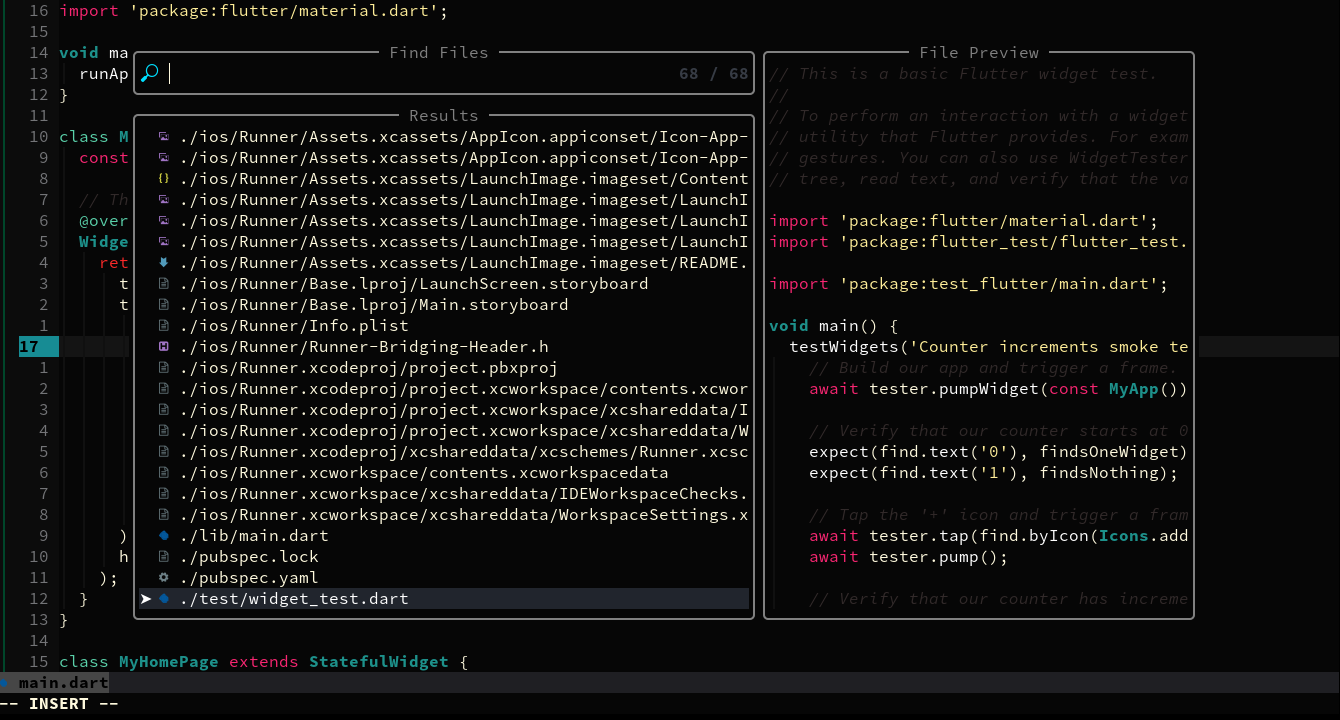 16 import 'package:flutter/material.dart';
15
14 void ma
13 runAp
12 }
11
10 class M
9 const
8
7 // Th
6 @over
5 Widge
4 ret
3 t
2 t
1
17
1
2
3
4
5
6
7
8
9 )
10 h
11 );
12 }
13 }
14
15 class MyHomePage extends StatefulWidget {
main.dart
-- INSERT --
Find Files
68 / 68
Results
./ios/Runner/Assets.xcassets/AppIcon.appiconset/Icon-App-
./ios/Runner/Assets.xcassets/AppIcon.appiconset/Icon-App-
{} ./ios/Runner/Assets.xcassets/LaunchImage.imageset/Content
./ios/Runner/Assets.xcassets/LaunchImage.imageset/LaunchI
./ios/Runner/Assets.xcassets/LaunchImage.imageset/LaunchI
./ios/Runner/Assets.xcassets/LaunchImage.imageset/LaunchI
./ios/Runner/Assets.xcassets/LaunchImage.imageset/README.
./ios/Runner/Base.lproj/LaunchScreen.storyboard
./ios/Runner/Base.lproj/Main.storyboard
./ios/Runner/Info.plist
H ./ios/Runner/Runner-Bridging-Header.h
./ios/Runner.xcodeproj/project.pbxproj
./ios/Runner.xcodeproj/project.xcworkspace/contents.xcwor
./ios/Runner.xcodeproj/project.xcworkspace/xcshareddata/I
./ios/Runner.xcodeproj/project.xcworkspace/xcshareddata/W
./ios/Runner.xcodeproj/xcshareddata/xcschemes/Runner.xcsc
./ios/Runner.xcworkspace/contents.xcworkspacedata
./ios/Runner.xcworkspace/xcshareddata/IDEWorkspaceChecks.
./ios/Runner.xcworkspace/xcshareddata/WorkspaceSettings.x
./lib/main.dart
./pubspec.lock
./pubspec.yaml
./test/widget_test.dart
File Preview
// This is a basic Flutter widget test.
//
// To perform an interaction with a widget
// utility that Flutter provides. For exam
// gestures. You can also use WidgetTester
// tree, read text, and verify that the va
import 'package:flutter/material.dart';
import 'package:flutter_test/flutter_test.
import 'package:test_flutter/main.dart';
void main() {
testWidgets('Counter increments smoke te
// Build our app and trigger a frame.
await tester.pumpWidget(const MyApp())
// Verify that our counter starts at 0
expect(find.text('0'), findsOneWidget)
expect(find.text('1'), findsNothing);
// Tap the '+' icon and trigger a fram
await tester.tap(find.byIcon(Icons.add
await tester.pump();
// Verify that our counter has increme